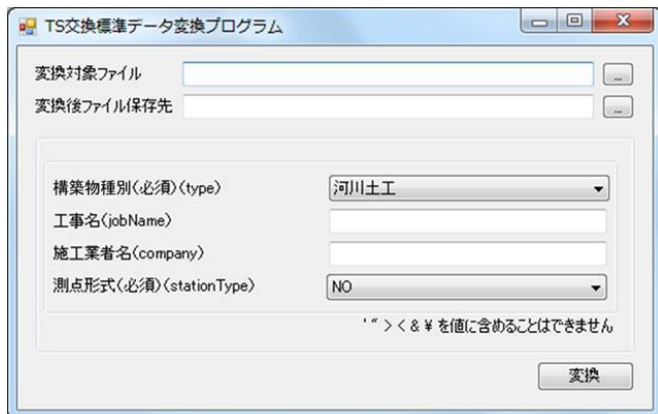 TS交換標準データ変換プログラム
変換対象ファイル ...
変換後ファイル保存先 ...
構築物種別(必須)(type) 河川土工
工事名(jobName)
施工業者名(company)
測点形式(必須)(stationType) NO
' " > < & ¥ を値に含めることはできません
変換